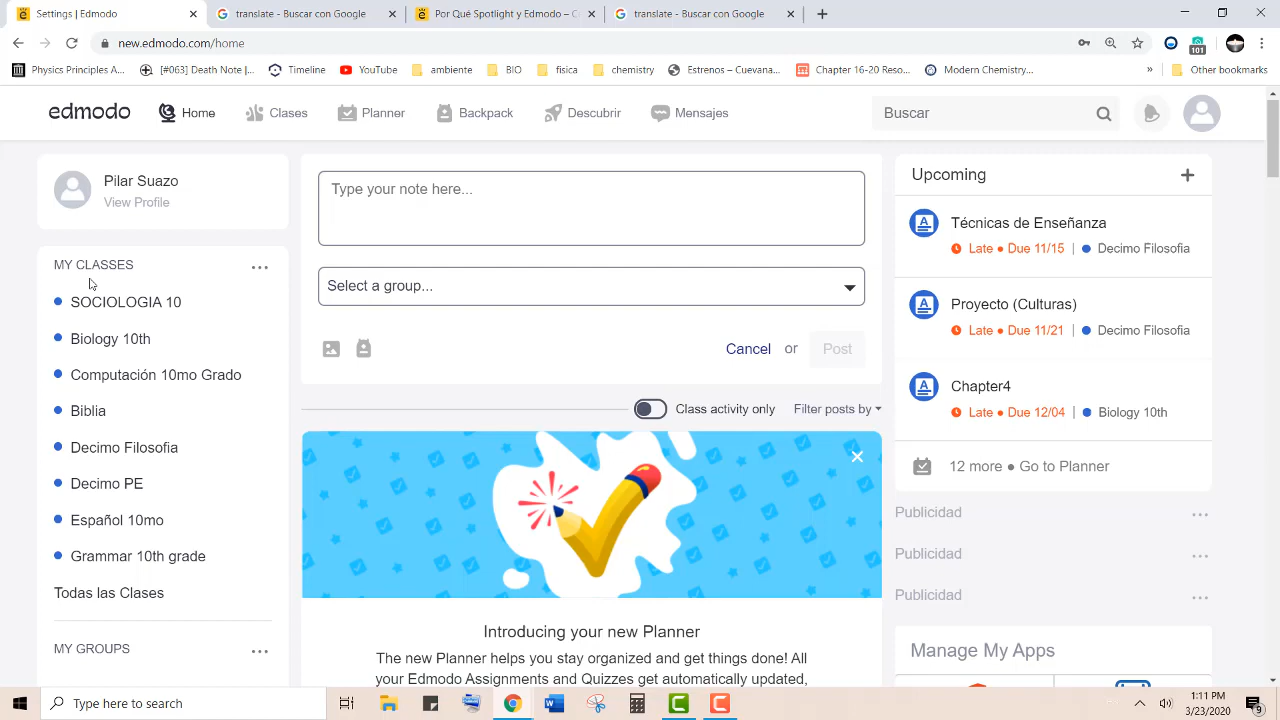 Settings | Edmodo
translate - Buscar con Google
Por Qué Spotlight y Edmodo – C
translate - Buscar con Google
new.edmodo.com/home
101
Physics Principles A...
[#063] Death Note |...
Timeline
YouTube
ambiente
BIO
fisica
chemistry
Estrenos – Cuevana...
Chapter 16-20 Reso...
Modern Chemistry...
»
Other bookmarks
edmodo
Home
Clases
Planner
Backpack
Descubrir
Mensajes
Buscar
Pilar Suazo
View Profile
MY CLASSES
SOCIOLOGIA 10
Biology 10th
Computación 10mo Grado
Biblia
Decimo Filosofia
Decimo PE
Español 10mo
Grammar 10th grade
Todas las Clases
MY GROUPS
Type your note here...
Select a group...
Cancel or Post
Class activity only
Filter posts by
Introducing your new Planner
The new Planner helps you stay organized and get things done! All
your Edmodo Assignments and Quizzes get automatically updated,
Upcoming
Técnicas de Enseñanza
Late • Due 11/15 | Decimo Filosofia
Proyecto (Culturas)
Late • Due 11/21 | Decimo Filosofia
Chapter4
Late • Due 12/04 | Biology 10th
12 more • Go to Planner
Publicidad
Publicidad
Publicidad
Manage My Apps
Type here to search
1:11 PM
3/23/2020
9